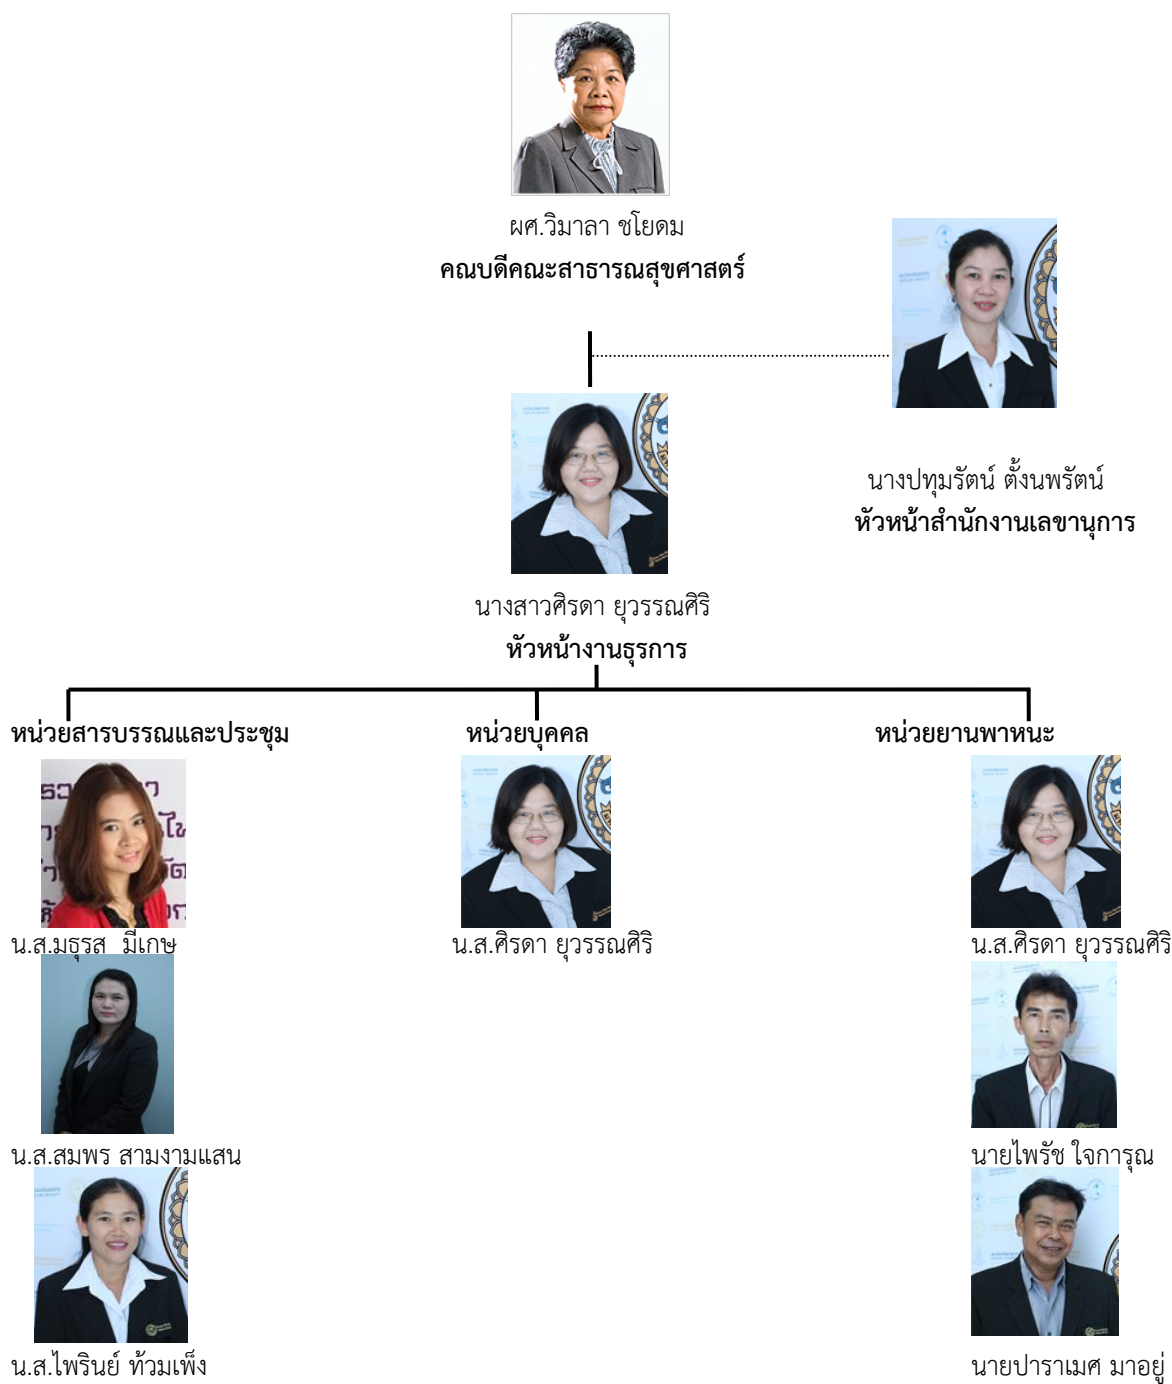 ผศ.วิมาลา ชโยดม
คณบดีคณะสาธารณสุขศาสตร์
นางปทุมรัตน์ ตั้งนพรัตน์
หัวหน้าสำนักงานเลขานุการ
นางสาวศิรดา ยุวรรณศิริ
หัวหน้างานธุรการ
หน่วยสารบรรณและประชุม
หน่วยบุคคล
หน่วยยานพาหนะ
น.ส.มธุรส มีเกษ
น.ส.ศิรดา ยุวรรณศิริ
น.ส.ศิรดา ยุวรรณศิริ
น.ส.สมพร สามงามแสน
นายไพรัช ใจการุณ
น.ส.ไพรินย์ ท้วมเพ็ง
นายปาราเมศ มาอยู่